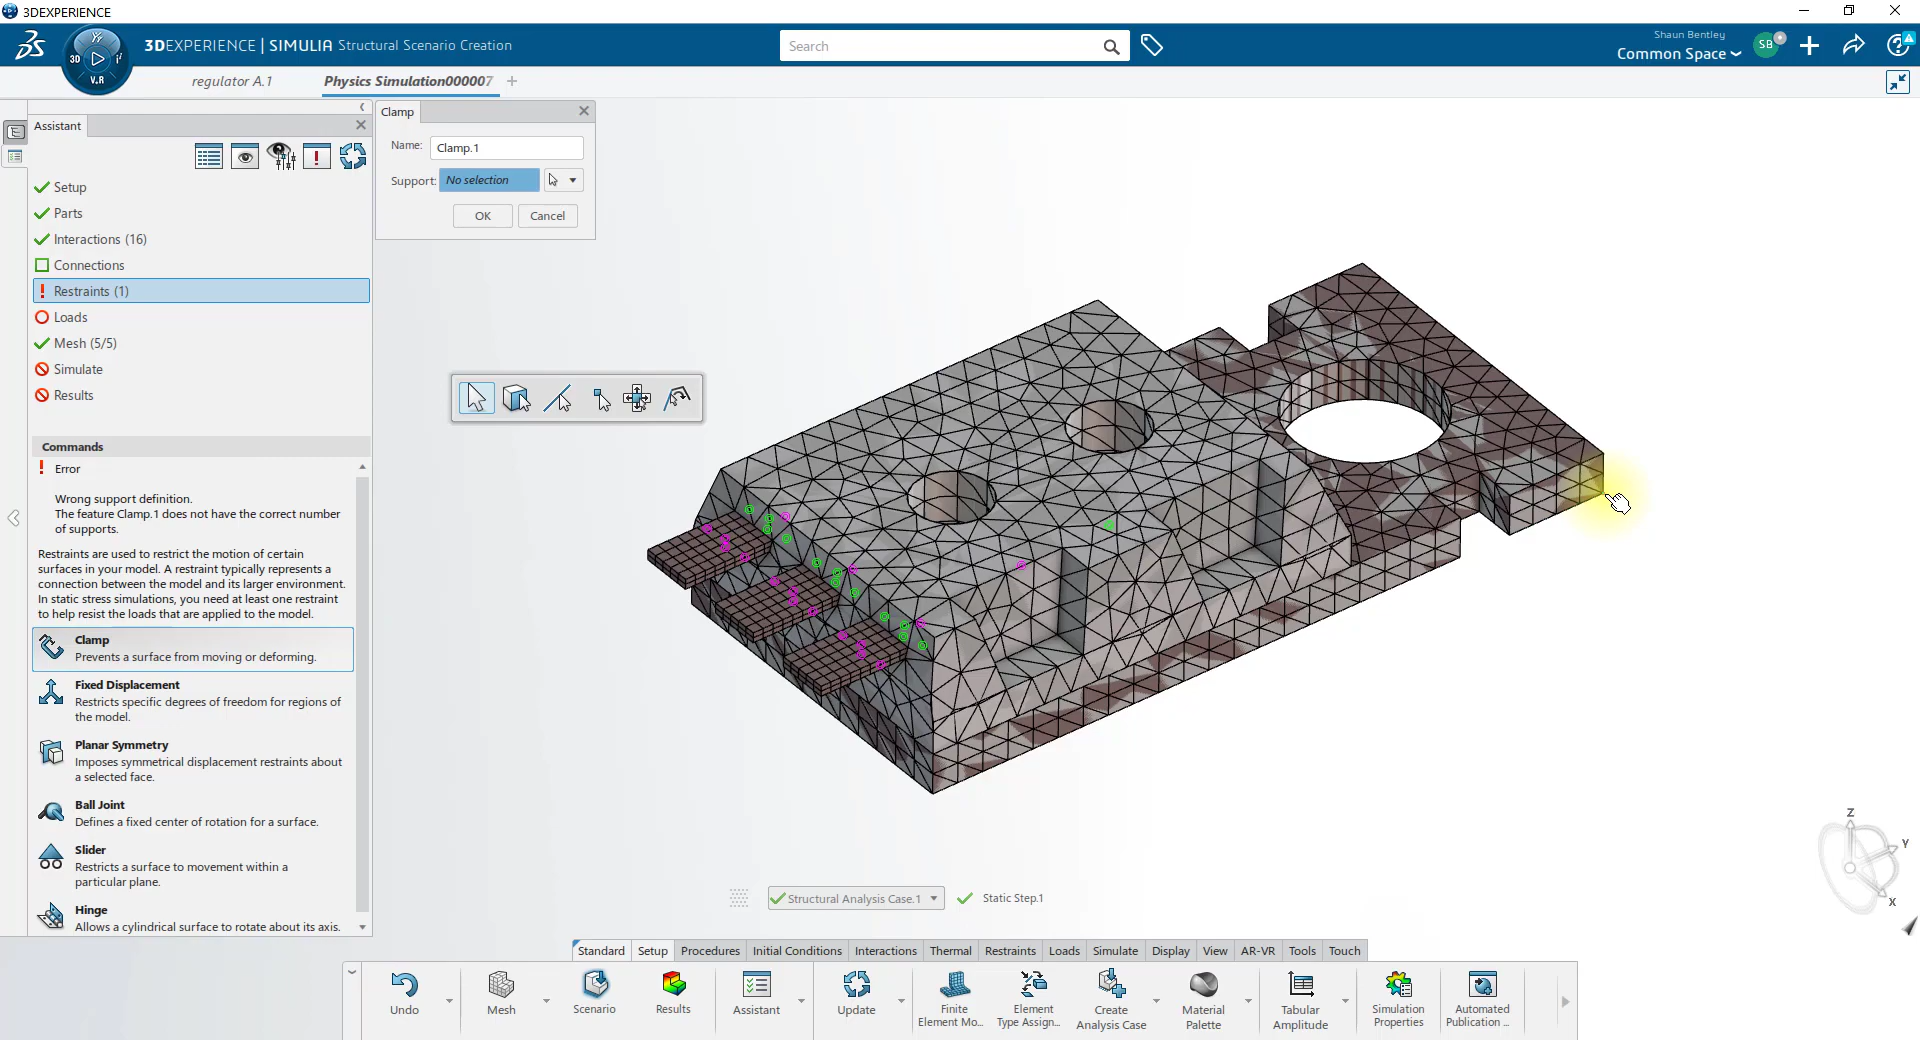 3DEXPERIENCE
3DEXPERIENCE | SIMULIA Structural Scenario Creation
Search
Shaun Bentley
Common Space
SB
3D
V.R
regulator A.1
Physics Simulation000007
Assistant
Setup
Parts
Interactions (16)
Connections
Restraints (1)
Loads
Mesh (5/5)
Simulate
Results
Commands
Error
Wrong support definition.
The feature Clamp.1 does not have the correct number
of supports.
Restraints are used to restrict the motion of certain
surfaces in your model. A restraint typically represents a
connection between the model and its larger environment.
In static stress simulations, you need at least one restraint
to help resist the loads that are applied to the model.
Clamp
Prevents a surface from moving or deforming.
Fixed Displacement
Restricts specific degrees of freedom for regions of
the model.
Planar Symmetry
Imposes symmetrical displacement restraints about
a selected face.
Ball Joint
Defines a fixed center of rotation for a surface.
Slider
Restricts a surface to movement within a
particular plane.
Hinge
Allows a cylindrical surface to rotate about its axis.
Clamp
Name: Clamp.1
Support: No selection
OK Cancel
Z
Y
X
Structural Analysis Case.1
Static Step.1
Standard Setup Procedures Initial Conditions Interactions Thermal Restraints Loads Simulate Display View AR-VR Tools Touch
Undo
Mesh
Scenario
Results
Assistant
Update
Finite
Element Mo...
Element
Type Assign...
Create
Analysis Case
Material
Palette
Tabular
Amplitude
Simulation
Properties
Automated
Publication ...